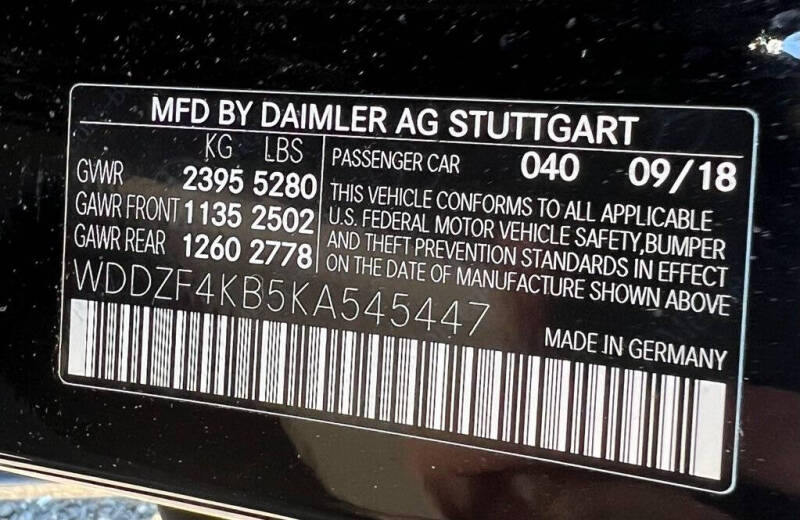 MFD BY DAIMLER AG STUTTGART
KG LBS
GVWR 2395 5280
GAWR FRONT 1135 2502
GAWR REAR 1260 2778
PASSENGER CAR 040 09/18
THIS VEHICLE CONFORMS TO ALL APPLICABLE
U.S. FEDERAL MOTOR VEHICLE SAFETY,BUMPER
AND THEFT PREVENTION STANDARDS IN EFFECT
ON THE DATE OF MANUFACTURE SHOWN ABOVE
WDDZF4KB5KA545447
MADE IN GERMANY